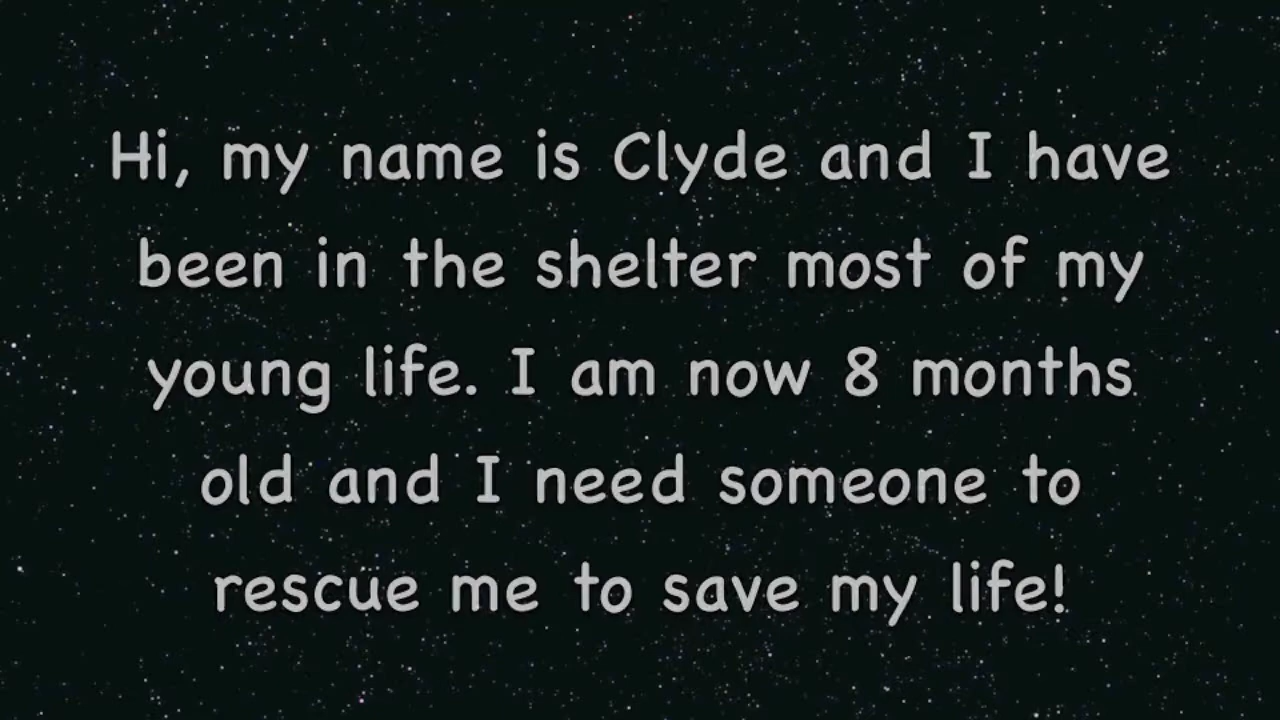 Hi, my name is Clyde and I have
been in the shelter most of my
young life. I am now 8 months
old and I need someone to
rescue me to save my life!